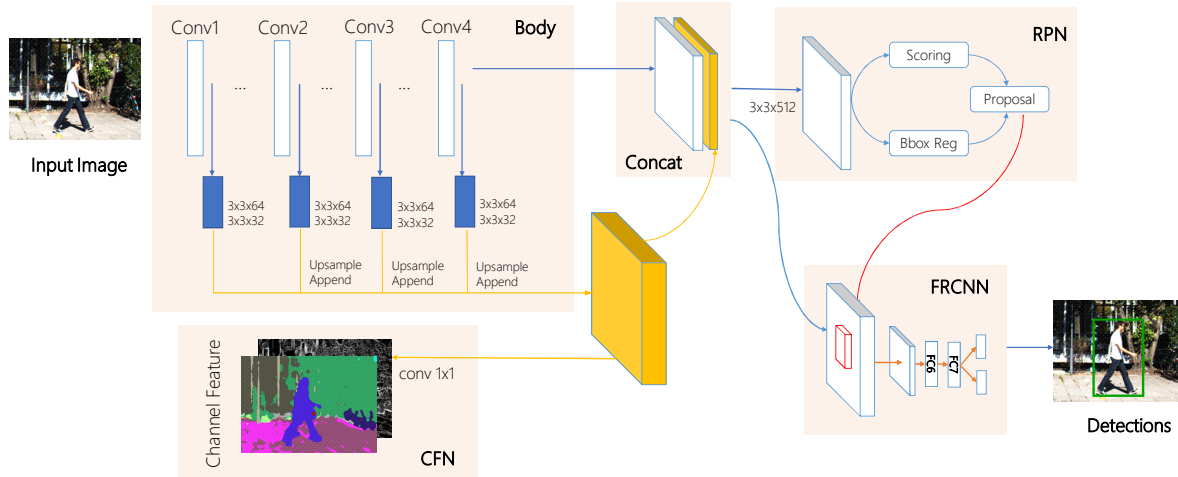 Conv1
Conv2
Conv3
Conv4
Body
...
...
...
Input Image
3x3x64
3x3x32
3x3x64
3x3x32
3x3x64
3x3x32
3x3x64
3x3x32
Upsample
Append
Upsample
Append
Upsample
Append
Concat
RPN
3x3x512
Scoring
Proposal
Bbox Reg
FRCNN
FC6
FC7
Detections
Channel Feature
conv 1x1
CFN